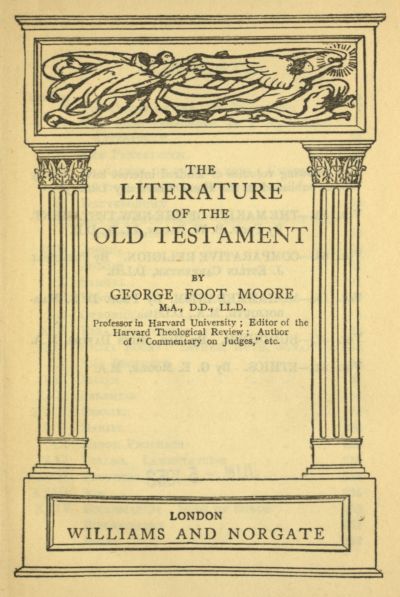 THE
LITERATURE
OF THE
OLD TESTAMENT
BY
GEORGE FOOT MOORE
M.A., D.D., LL.D.
Professor in Harvard University ; Editor of the
Harvard Theological Review ; Author
of " Commentary on Judges," etc.
LONDON
WILLIAMS AND NORGATE